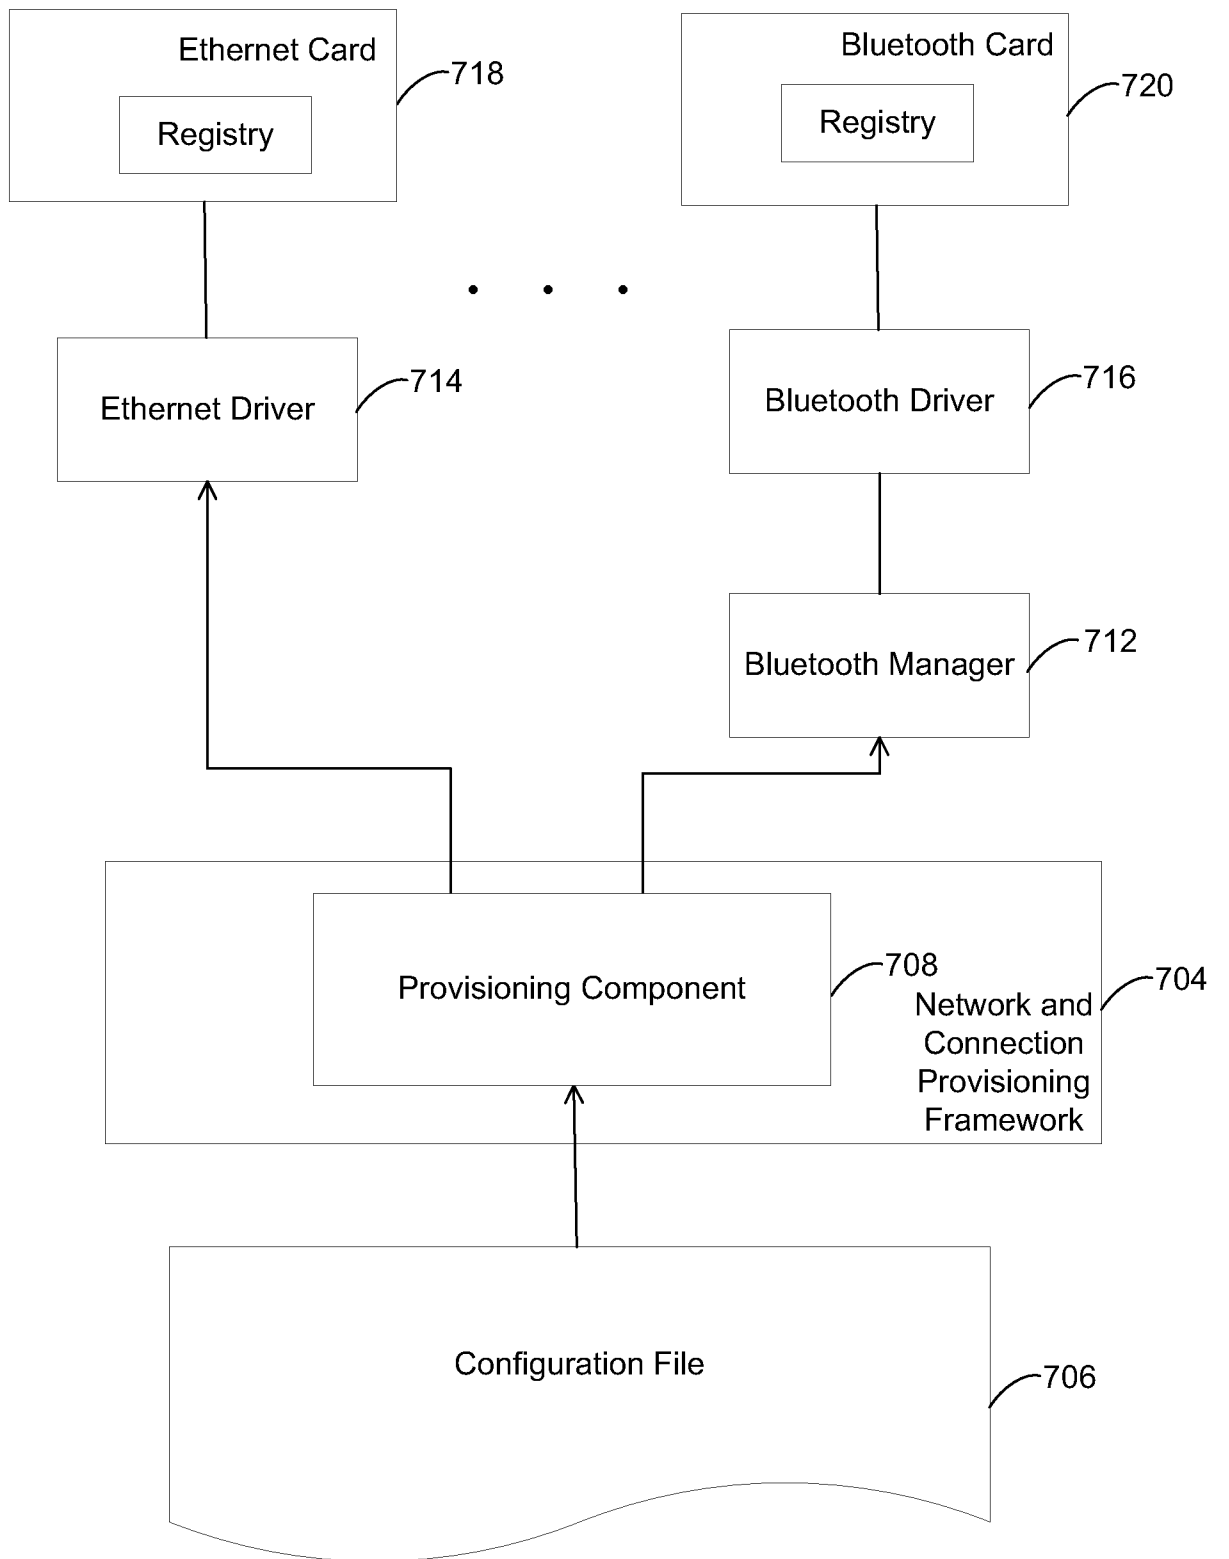 Ethernet Card
718
Registry
Bluetooth Card
720
Registry
Ethernet Driver
714
Bluetooth Driver
716
Bluetooth Manager
712
Provisioning Component
708
704
Network and
Connection
Provisioning
Framework
Configuration File
706